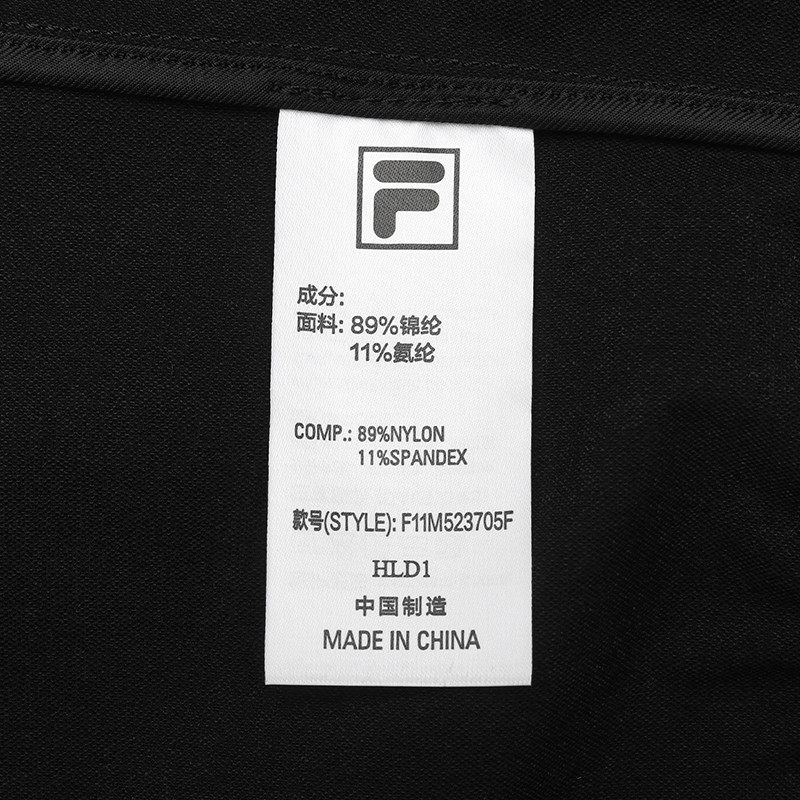 F
成分:
面料: 89%锦纶
11%氨纶
COMP.: 89%NYLON
11%SPANDEX
款号(STYLE): F11M523705F
HLD1
中国制造
MADE IN CHINA